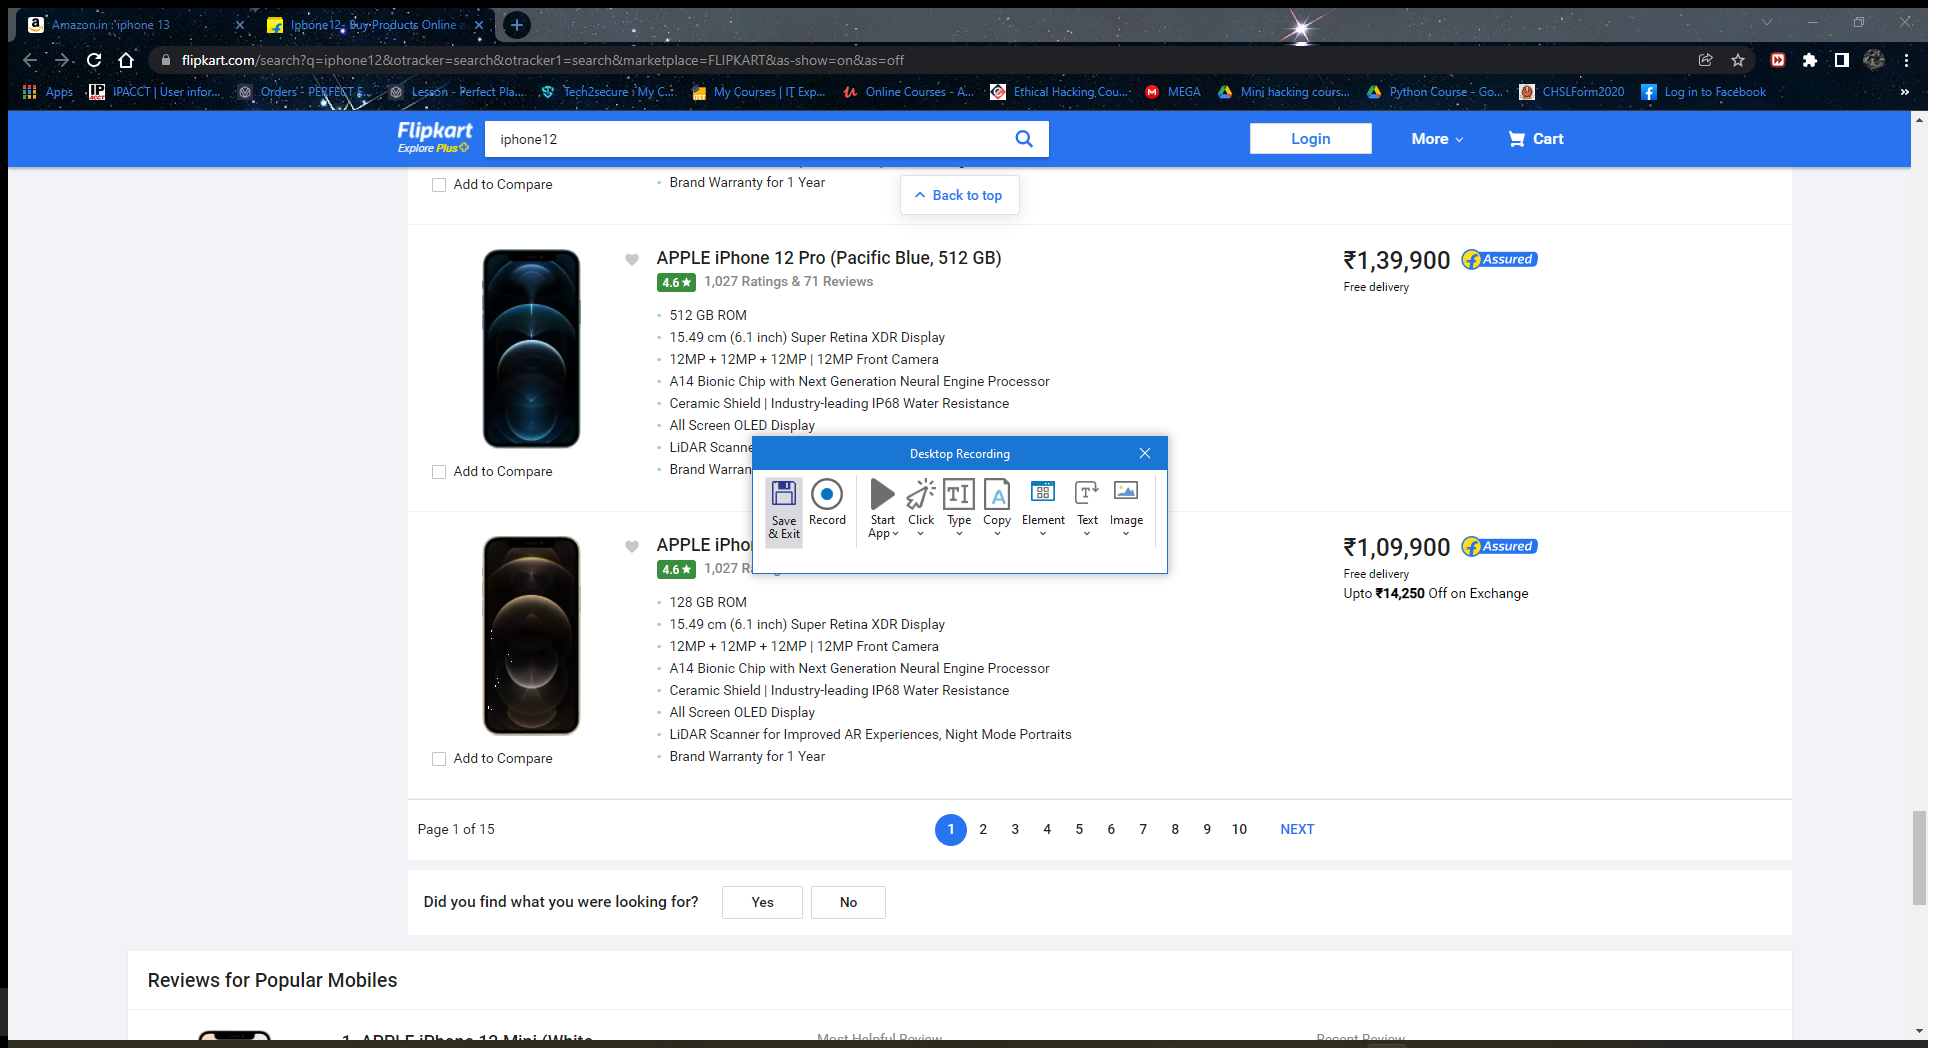 Amazon.in : iphone 13
Iphone12- Buy Products Online
flipkart.com/search?q=iphone12&otracker=search&otracker1=search&marketplace=FLIPKART&as-show=on&as=off
Apps
IPACCT | User infor...
Orders - PERFECT E...
Lesson - Perfect Pla...
Tech2secure : My C...
My Courses | IT Exp...
Online Courses - A...
Ethical Hacking Cou...
MEGA
Mini hacking cours...
Python Course - Go...
CHSLForm2020
Log in to Facebook
»
Flipkart
Explore Plus
iphone12
Login
More
Cart
Add to Compare
Brand Warranty for 1 Year
Back to top
APPLE iPhone 12 Pro (Pacific Blue, 512 GB)
4.6★ 1,027 Ratings & 71 Reviews
512 GB ROM
15.49 cm (6.1 inch) Super Retina XDR Display
12MP + 12MP + 12MP | 12MP Front Camera
A14 Bionic Chip with Next Generation Neural Engine Processor
Ceramic Shield | Industry-leading IP68 Water Resistance
All Screen OLED Display
LiDAR Scanne
Brand Warran
Add to Compare
₹1,39,900
Assured
Free delivery
Desktop Recording
Save & Exit
Record
Start App
Click
Type
Copy
Element
Text
Image
APPLE iPho
4.6★ 1,027 Ra
128 GB ROM
15.49 cm (6.1 inch) Super Retina XDR Display
12MP + 12MP + 12MP | 12MP Front Camera
A14 Bionic Chip with Next Generation Neural Engine Processor
Ceramic Shield | Industry-leading IP68 Water Resistance
All Screen OLED Display
LiDAR Scanner for Improved AR Experiences, Night Mode Portraits
Brand Warranty for 1 Year
Add to Compare
₹1,09,900
Assured
Free delivery
Upto ₹14,250 Off on Exchange
Page 1 of 15
1 2 3 4 5 6 7 8 9 10 NEXT
Did you find what you were looking for?
Yes
No
Reviews for Popular Mobiles
1. APPLE iPhone 12 Mini (White,
Most Helpful Review
Recent Review